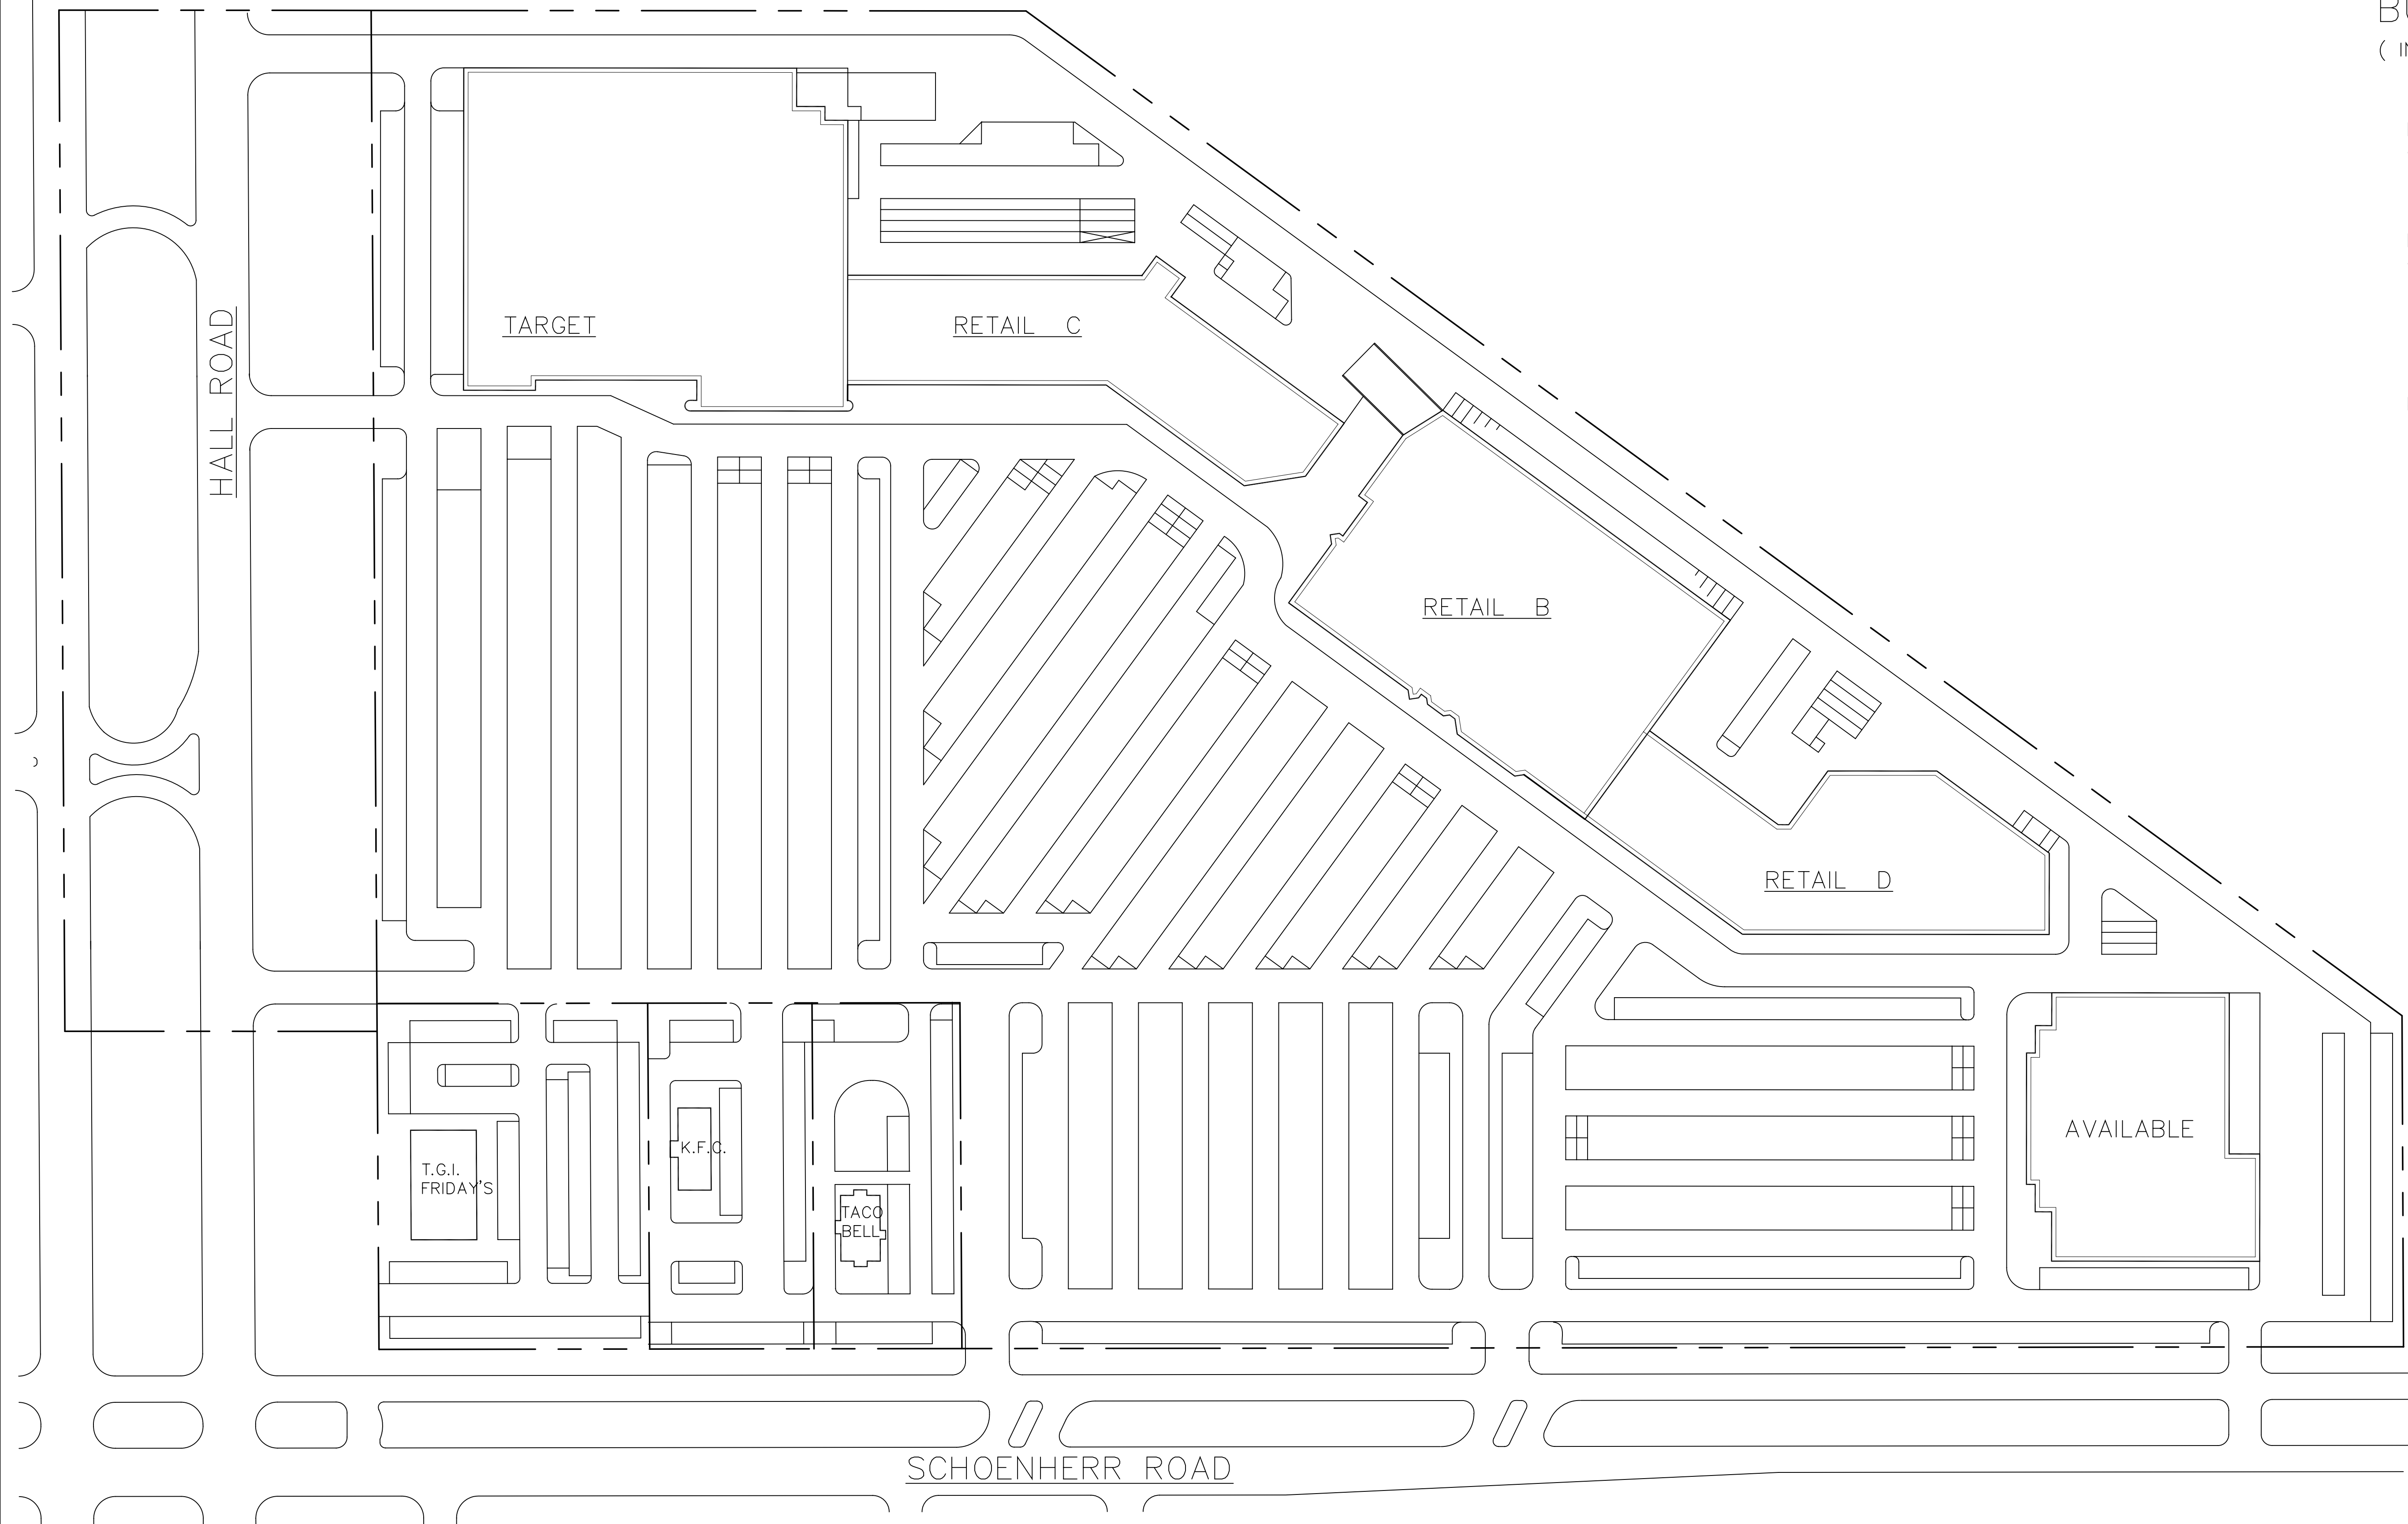 HALL ROAD
TARGET
RETAIL C
RETAIL B
RETAIL D
AVAILABLE
T.G.I.
FRIDAY'S
K.F.C.
TACO
BELL
SCHOENHERR ROAD